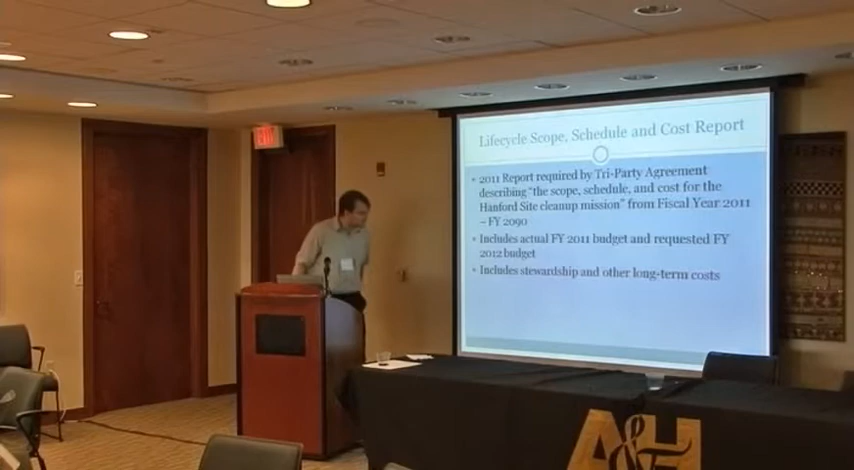 EXIT
Lifecycle Scope, Schedule and Cost Report
• 2011 Report required by Tri-Party Agreement
describing "the scope, schedule, and cost for the
Hanford Site cleanup mission" from Fiscal Year 2011
– FY 2090
• Includes actual FY 2011 budget and requested FY
2012 budget
• Includes stewardship and other long-term costs
A&H